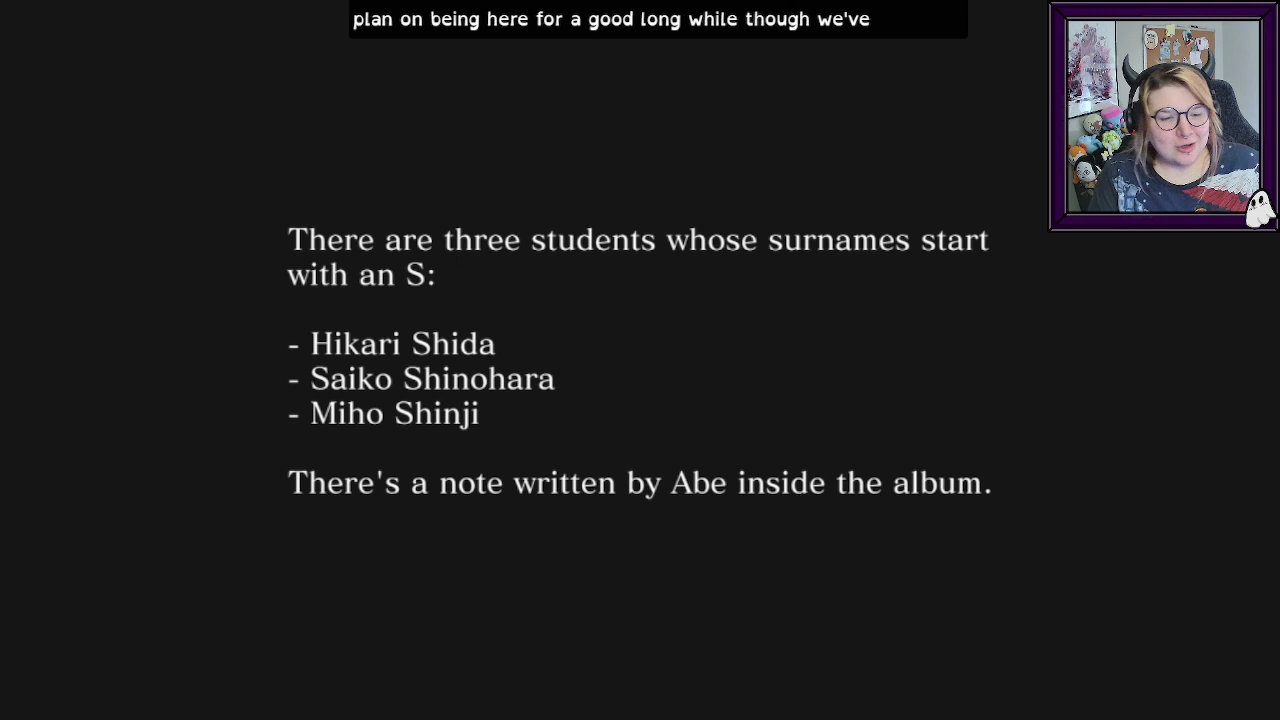 plan on being here for a good long while though we've
There are three students whose surnames start
with an S:
- Hikari Shida
- Saiko Shinohara
- Miho Shinji
There's a note written by Abe inside the album.